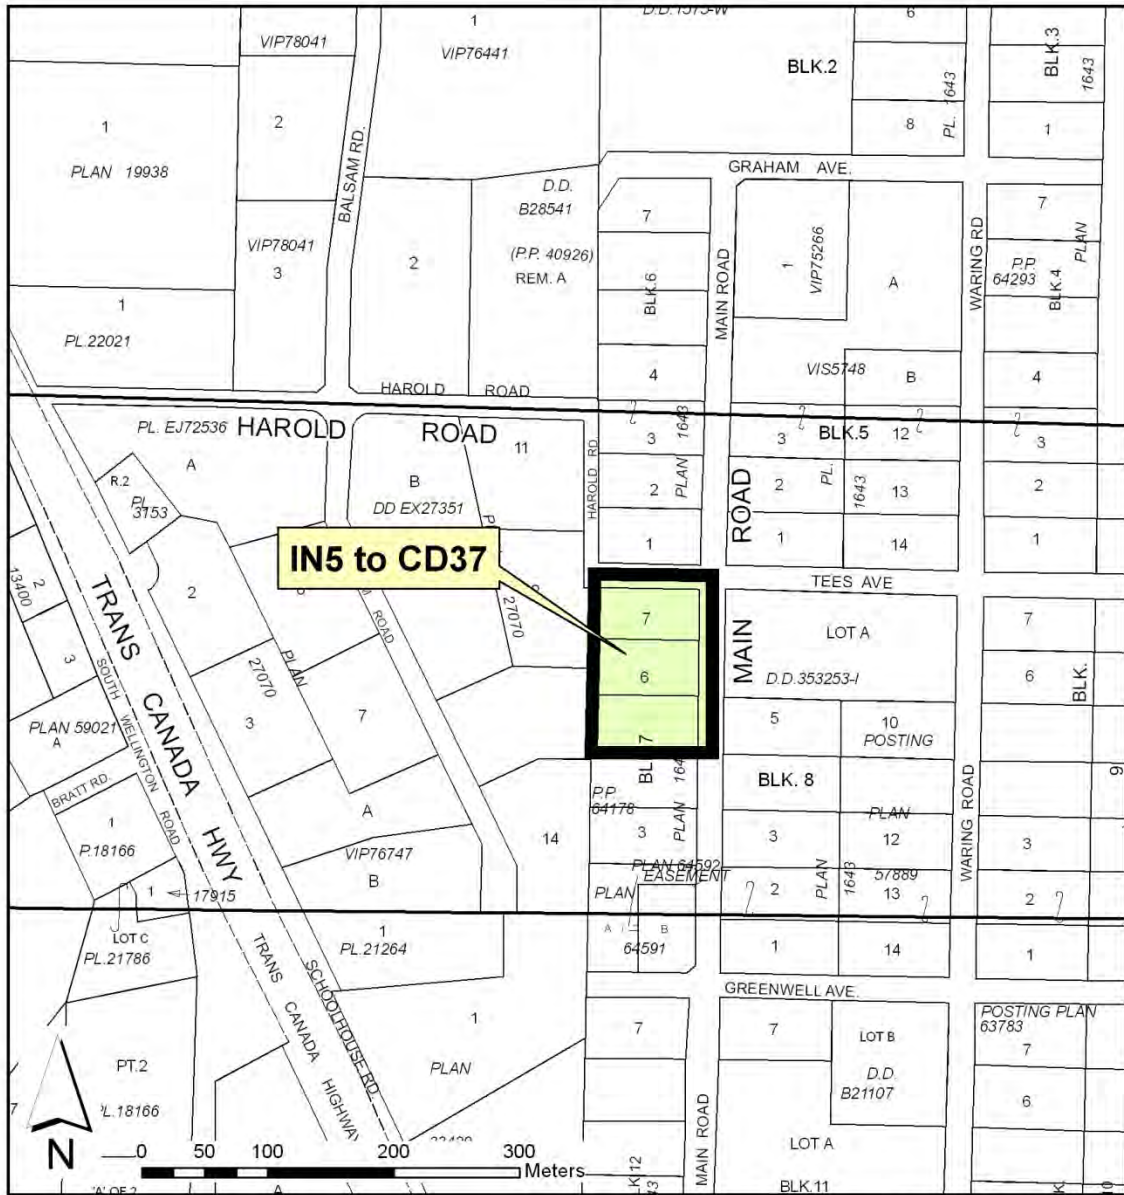 1
VIP78041
VIP76441
D.D.1575-W
6
BLK.2
BLK.3
1643
PL. 1643
1
PLAN 19938
2
BALSAM RD.
8
1
GRAHAM AVE.
D.D.
B28541
(P.P. 40926)
REM. A
VIP78041
3
2
7
BLK.6
MAIN ROAD
1
VIP75266
A
WARING RD
7
PLAN
P.P.
64293
BLK.4
1
PL.22021
4
VIS5748
B
4
HAROLD ROAD
PL. EJ72536
HAROLD ROAD
11
HAROLD RD.
3
PLAN 1643
3
BLK.5
12
3
A
R.2
PL.
3153
B
DD EX27351
2
ROAD
2
PL.
1643
13
2
1
1
14
1
IN5 to CD37
TEES AVE
2
13400
3
TRANS CANADA HWY
2
27070
PLAN
ROAD
27070
7
6
BLK. 7
MAIN
LOT A
D.D.353253-I
7
6
BLK.
SOUTH WELLINGTON ROAD
3
7
PLAN 59021
A
5
10
POSTING
BRATT RD.
1
P.18166
A
VIP76747
B
14
P.P.
64178
3
PLAN
BLK. 8
3
PLAN
12
WARING ROAD
9
3
PLAN 64592
EASEMENT
PLAN
2
PLAN
1643
57889
13
2
1
17915
LOT C
PL.21786
1
PL.21264
A
B
64591
1
14
1
TRANS CANADA HIGHWAY
SCHOOLHOUSE RD.
GREENWELL AVE.
1
PLAN
7
7
LOT B
D.D.
B21107
POSTING PLAN
63783
7
PT.2
6
MAIN ROAD
LOT A
BLK.11
N
0 50 100 200 300
Meters
A